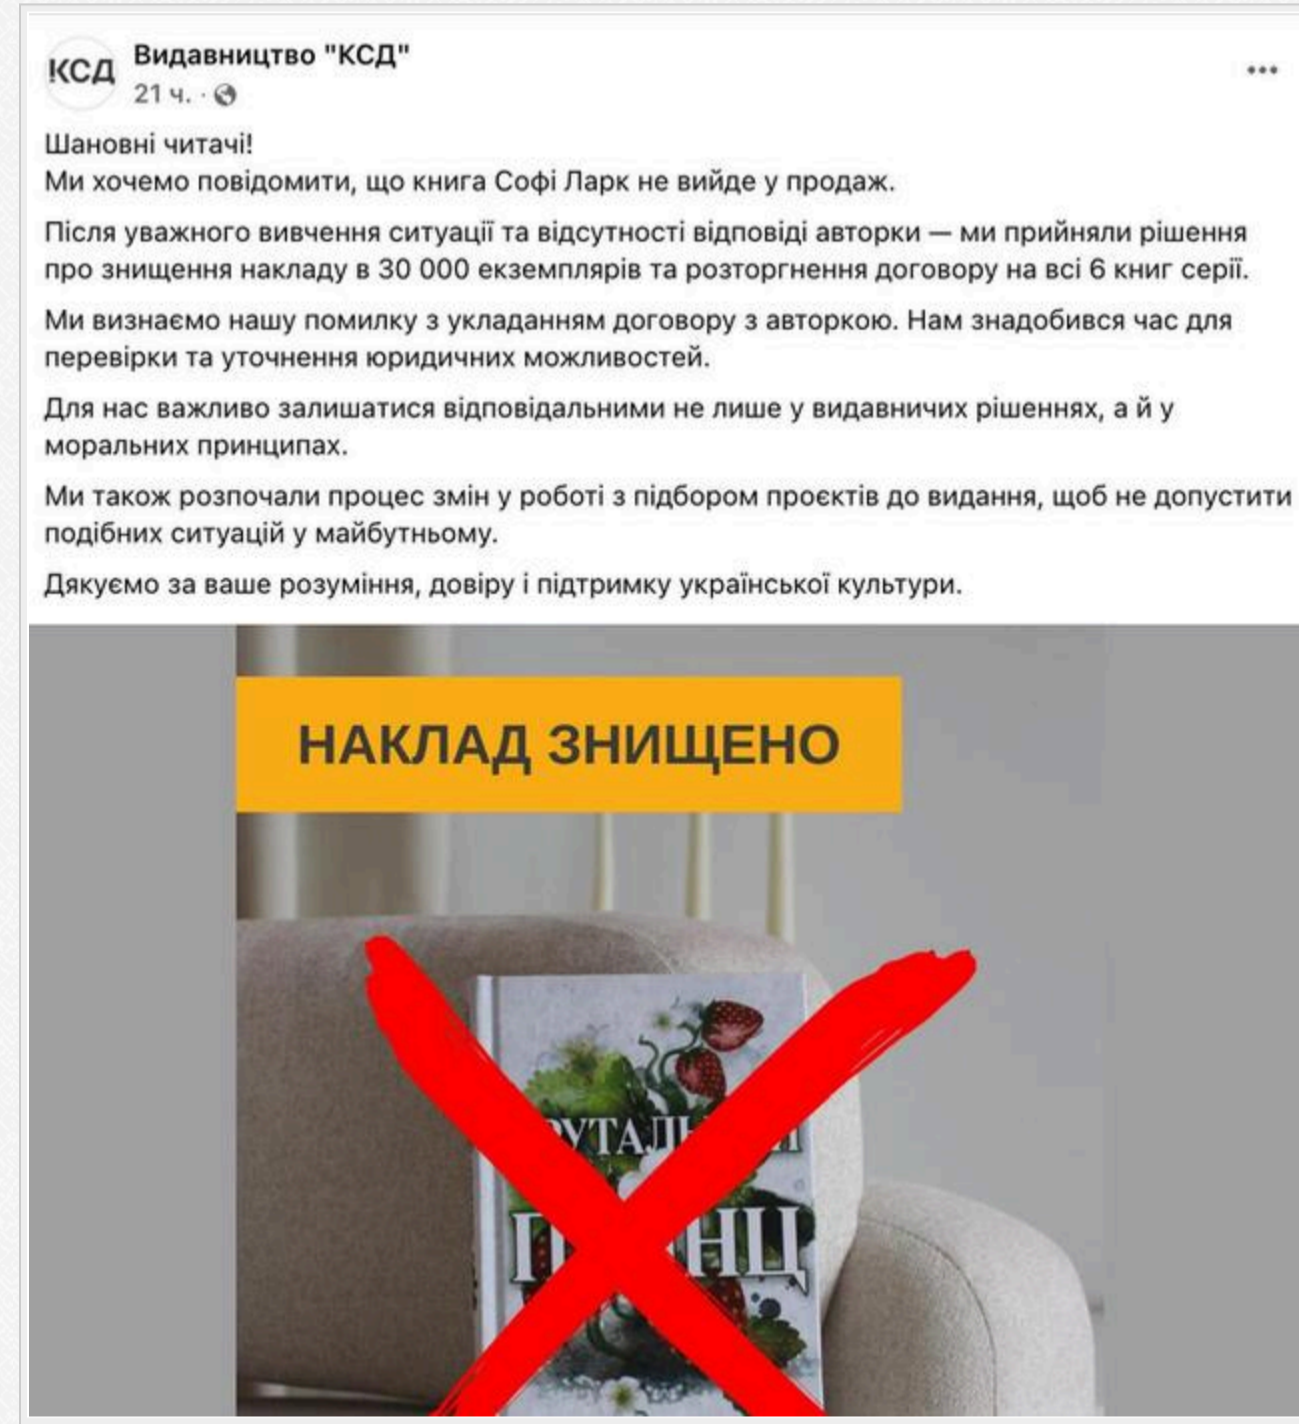 КСД
Видавництво "КСД"
21 ч. ·
Шановні читачі!
Ми хочемо повідомити, що книга Софі Ларк не вийде у продаж.
Після уважного вивчення ситуації та відсутності відповіді авторки — ми прийняли рішення
про знищення накладу в 30 000 екземплярів та розторгнення договору на всі 6 книг серії.
Ми визнаємо нашу помилку з укладанням договору з авторкою. Нам знадобився час для
перевірки та уточнення юридичних можливостей.
Для нас важливо залишатися відповідальними не лише у видавничих рішеннях, а й у
моральних принципах.
Ми також розпочали процес змін у роботі з підбором проєктів до видання, щоб не допустити
подібних ситуацій у майбутньому.
Дякуємо за ваше розуміння, довіру і підтримку української культури.
НАКЛАД ЗНИЩЕНО